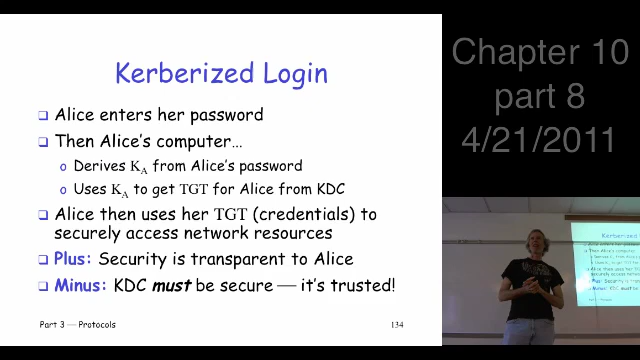 Kerberized Login
❑ Alice enters her password
❑ Then Alice's computer…
o Derives KA from Alice's password
o Uses KA to get TGT for Alice from KDC
❑ Alice then uses her TGT (credentials) to
securely access network resources
❑ Plus: Security is transparent to Alice
❑ Minus: KDC must be secure — it's trusted!
Part 3 — Protocols
134
Chapter 10
part 8
4/21/2011